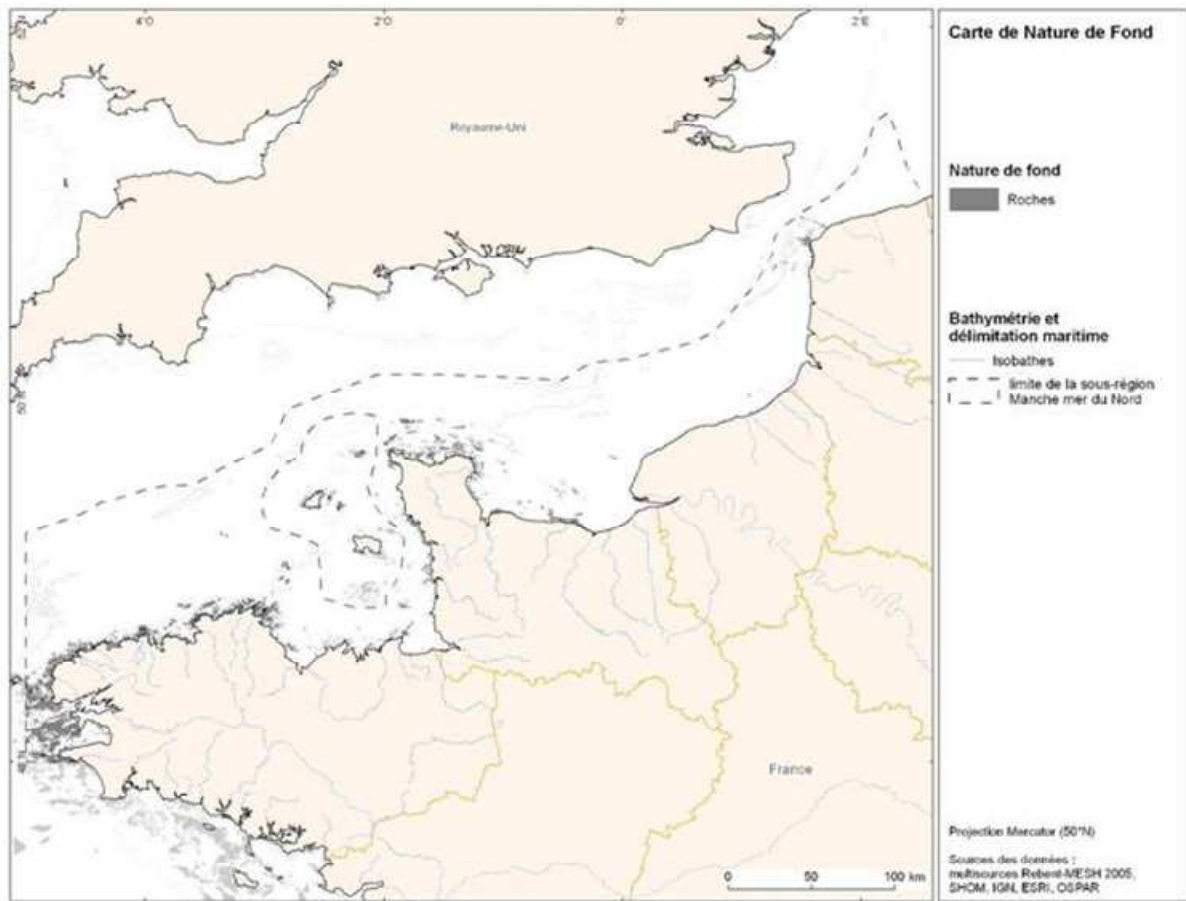 4°O
2°O
0°
2°E
Royaume-Uni
France
0
50
100 km
Carte de Nature de Fond
Nature de fond
Roches
Bathymétrie et
délimitation maritime
Isobathes
limite de la sous-région
Manche mer du Nord
Projection Mercator (50°N)
Sources des données :
multisources Rebent-MESH 2005,
SHOM, IGN, ESRI, OSPAR